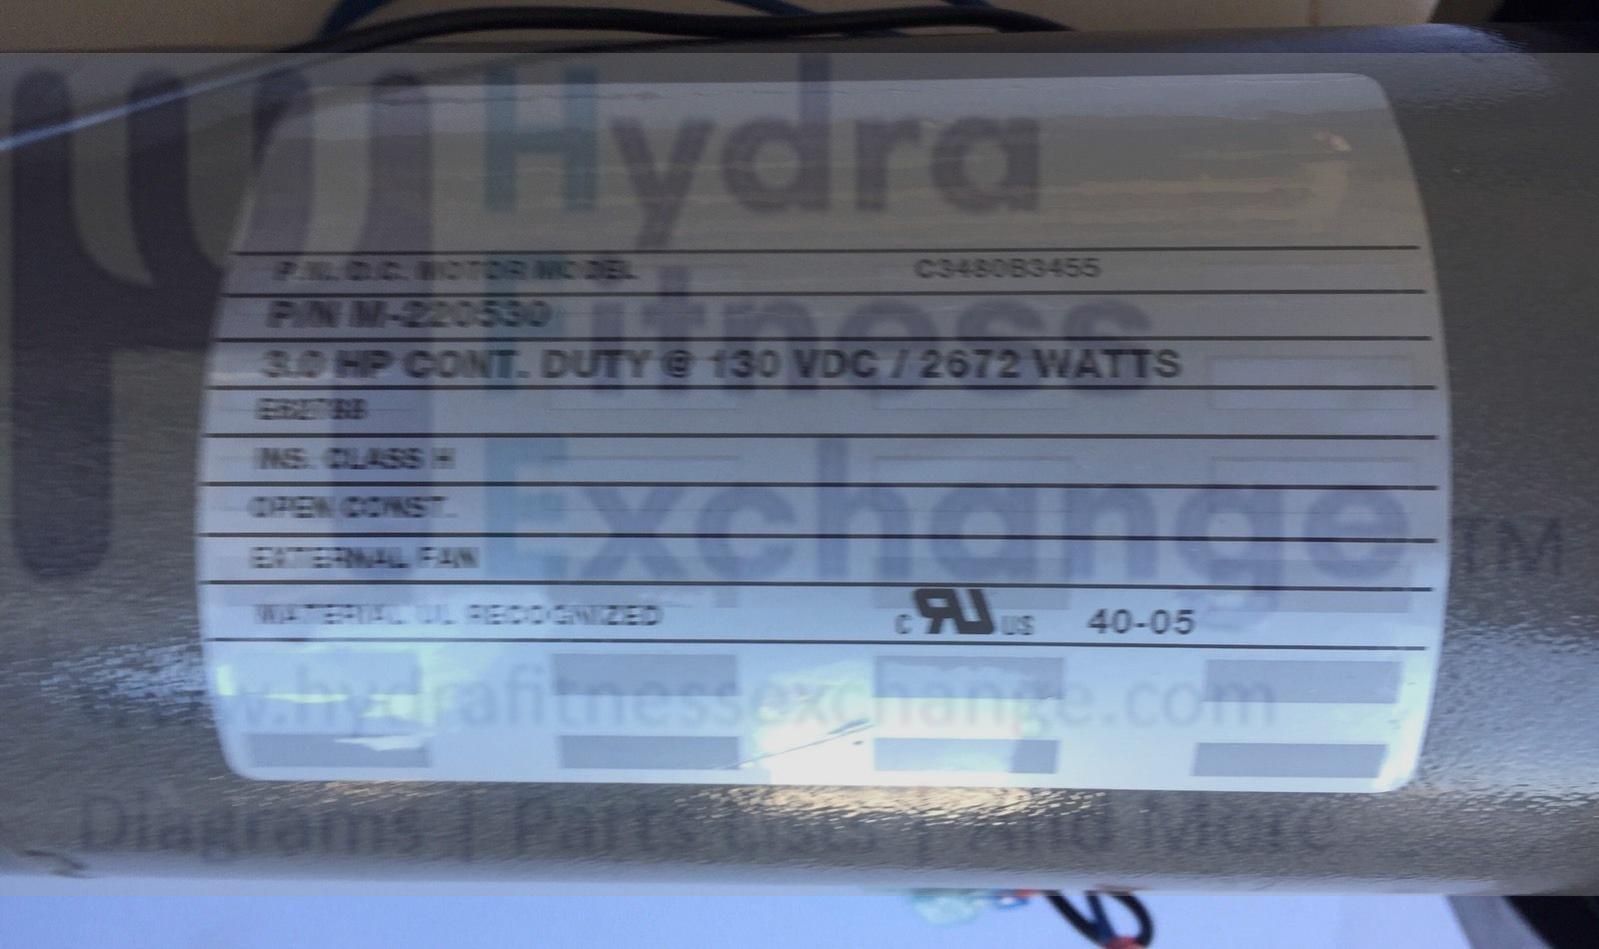 Hydra
P.M. D.C. MOTOR MODEL C3480B3455
P/N M-220530
Fitness
3.0 HP CONT. DUTY @ 130 VDC / 2672 WATTS
INS. CLASS H
OPEN CONST.
Exchange TM
EXTERNAL FAN
MATERIAL UL RECOGNIZED C RU US 40-05
www.hydrafitnessexchange.com
Diagrams | Parts Lists | And More